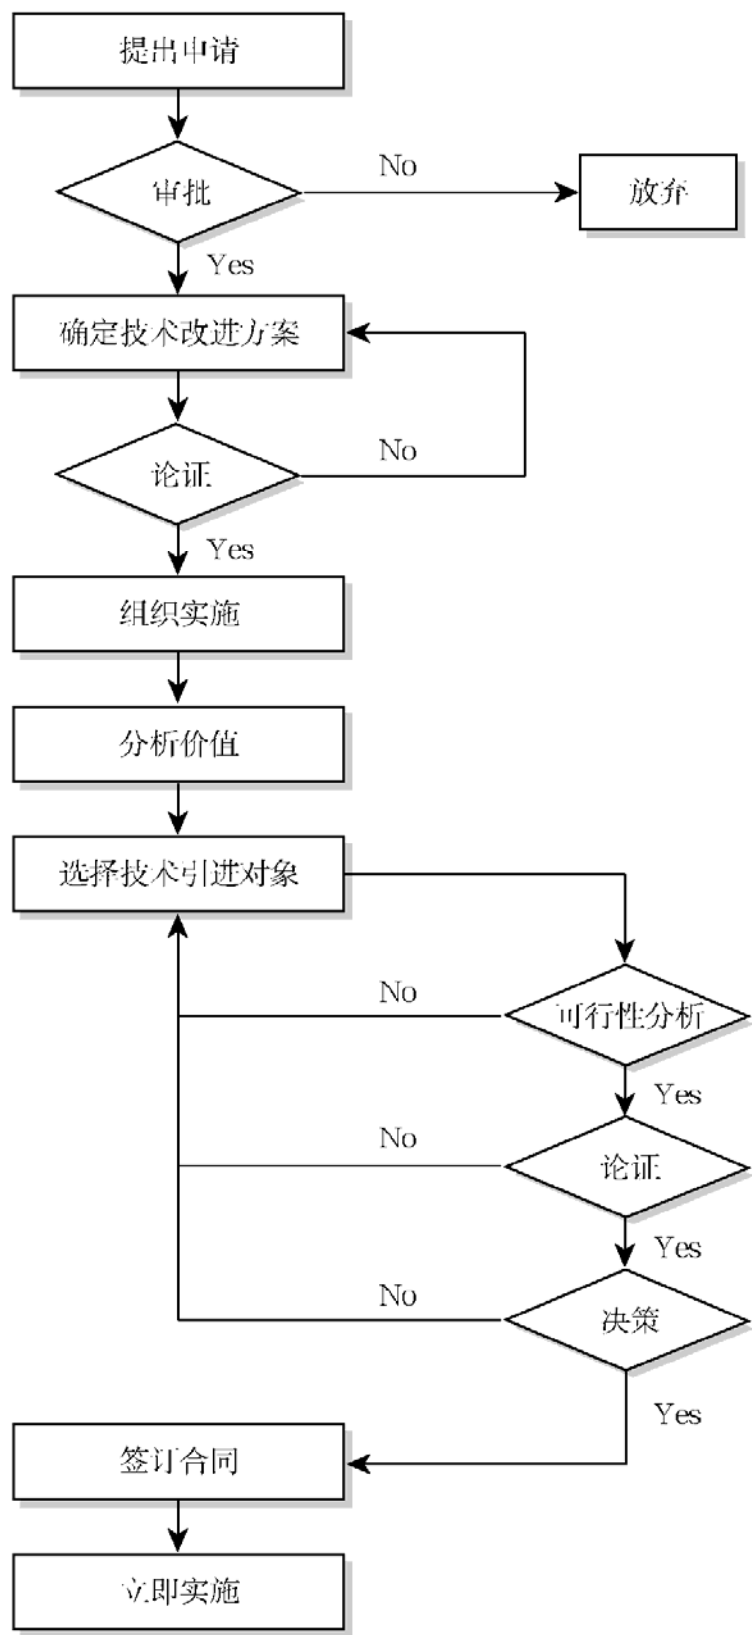 提出申请
审批
No
放弃
Yes
确定技术改进方案
论证
No
Yes
组织实施
分析价值
选择技术引进对象
No
可行性分析
Yes
No
论证
Yes
No
决策
Yes
签订合同
立即实施